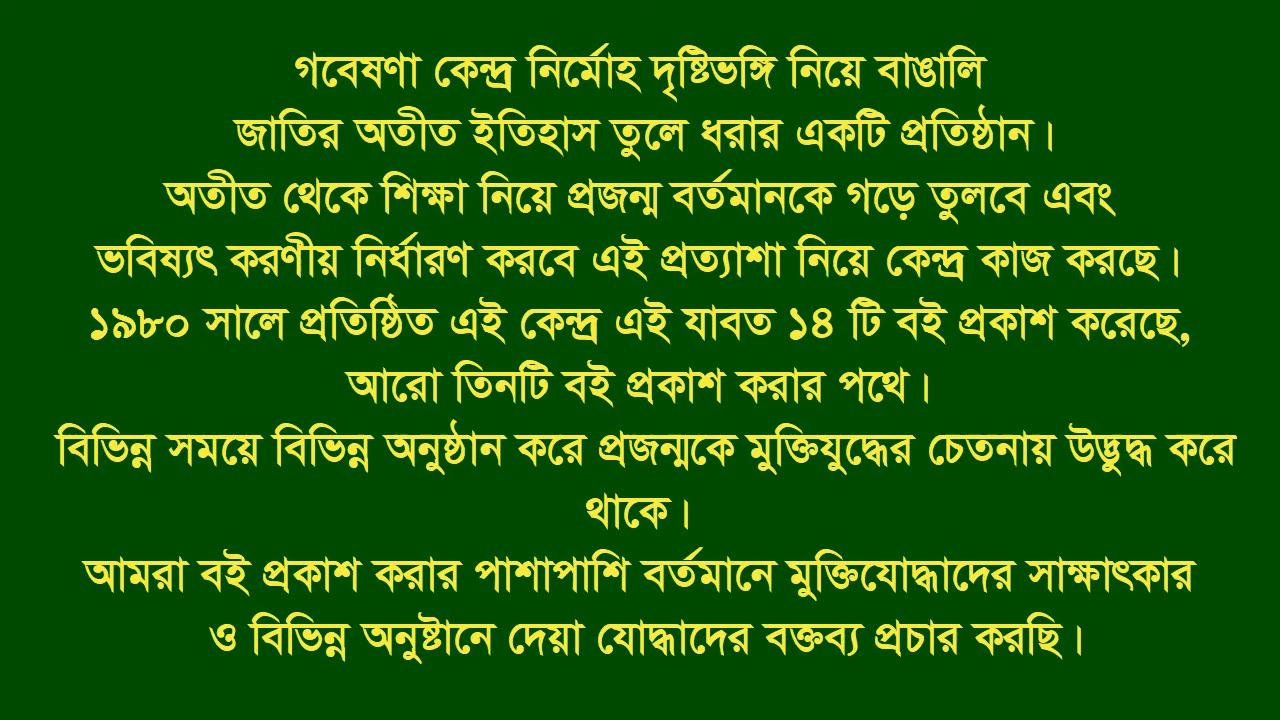 গবেষণা কেন্দ্র নির্মোহ দৃষ্টিভঙ্গি নিয়ে বাঙালি
জাতির অতীত ইতিহাস তুলে ধরার একটি প্রতিষ্ঠান।
অতীত থেকে শিক্ষা নিয়ে প্রজন্ম বর্তমানকে গড়ে তুলবে এবং
ভবিষ্যৎ করণীয় নির্ধারণ করবে এই প্রত্যাশা নিয়ে কেন্দ্র কাজ করছে।
১৯৮০ সালে প্রতিষ্ঠিত এই কেন্দ্র এই যাবত ১৪ টি বই প্রকাশ করেছে,
আরো তিনটি বই প্রকাশ করার পথে।
বিভিন্ন সময়ে বিভিন্ন অনুষ্ঠান করে প্রজন্মকে মুক্তিযুদ্ধের চেতনায় উদ্ভুদ্ধ করে
থাকে।
আমরা বই প্রকাশ করার পাশাপাশি বর্তমানে মুক্তিযোদ্ধাদের সাক্ষাৎকার
ও বিভিন্ন অনুষ্টানে দেয়া যোদ্ধাদের বক্তব্য প্রচার করছি।